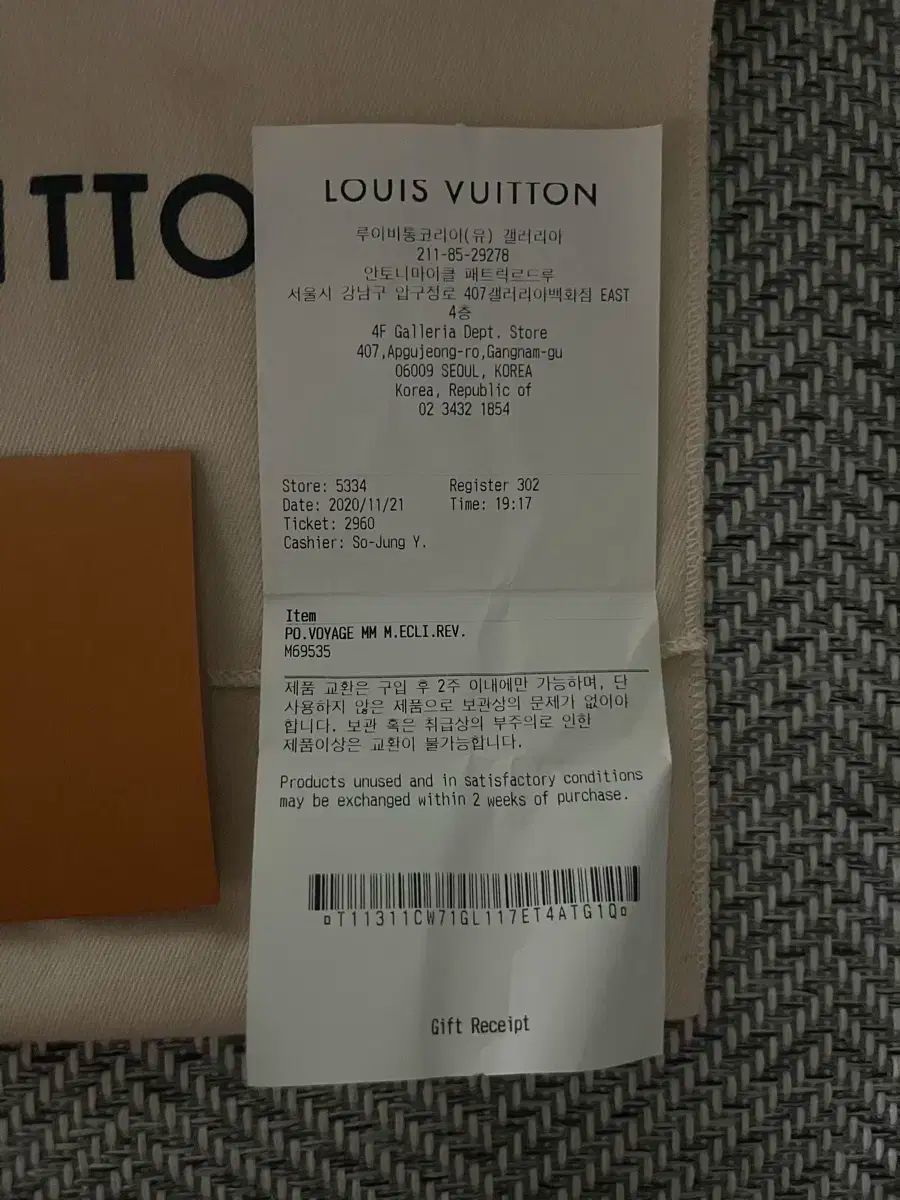 ITTO
LOUIS VUITTON
루이비통코리아(유) 갤러리아
211-85-29278
안토니마이클 패트릭르드루
서울시 강남구 압구정로 407갤러리아백화점 EAST
4층
4F Galleria Dept. Store
407,Apgujeong-ro,Gangnam-gu
06009 SEOUL, KOREA
Korea, Republic of
02 3432 1854
Store: 5334 Register 302
Date: 2020/11/21 Time: 19:17
Ticket: 2960
Cashier: So-Jung Y.
Item
PO.VOYAGE MM M.ECLI.REV.
M69535
제품 교환은 구입 후 2주 이내에만 가능하며, 단
사용하지 않은 제품으로 보관상의 문제가 없어야
합니다. 보관 혹은 취급상의 부주의로 인한
제품이상은 교환이 불가능합니다.
Products unused and in satisfactory conditions
may be exchanged within 2 weeks of purchase.
¤T11311CW71GL117ET4ATG1Q¤
Gift Receipt